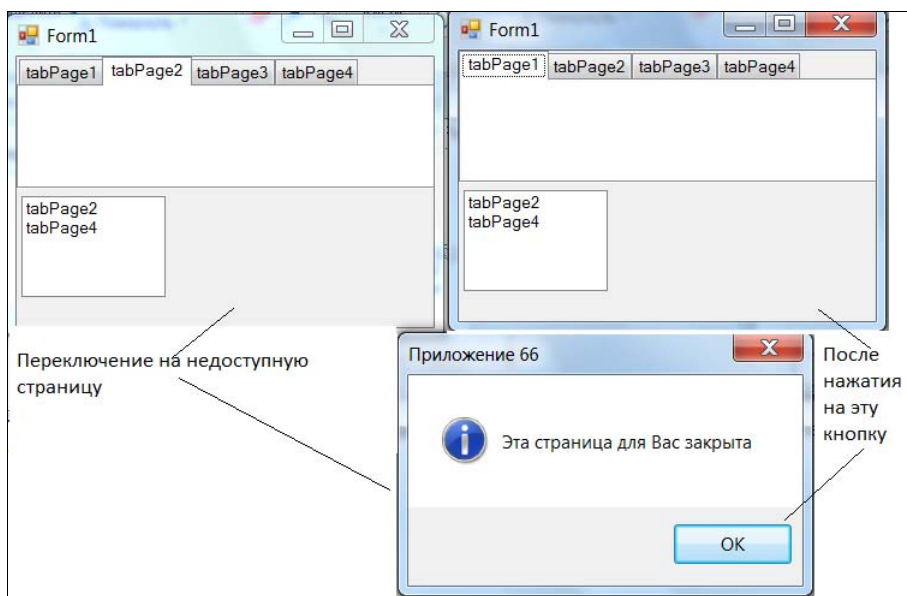 Form1
tabPage1 tabPage2 tabPage3 tabPage4
tabPage2
tabPage4
Form1
tabPage1 tabPage2 tabPage3 tabPage4
tabPage2
tabPage4
Переключение на недоступную
страницу
Приложение 66
Эта страница для Вас закрыта
OK
После
нажатия
на эту
кнопку